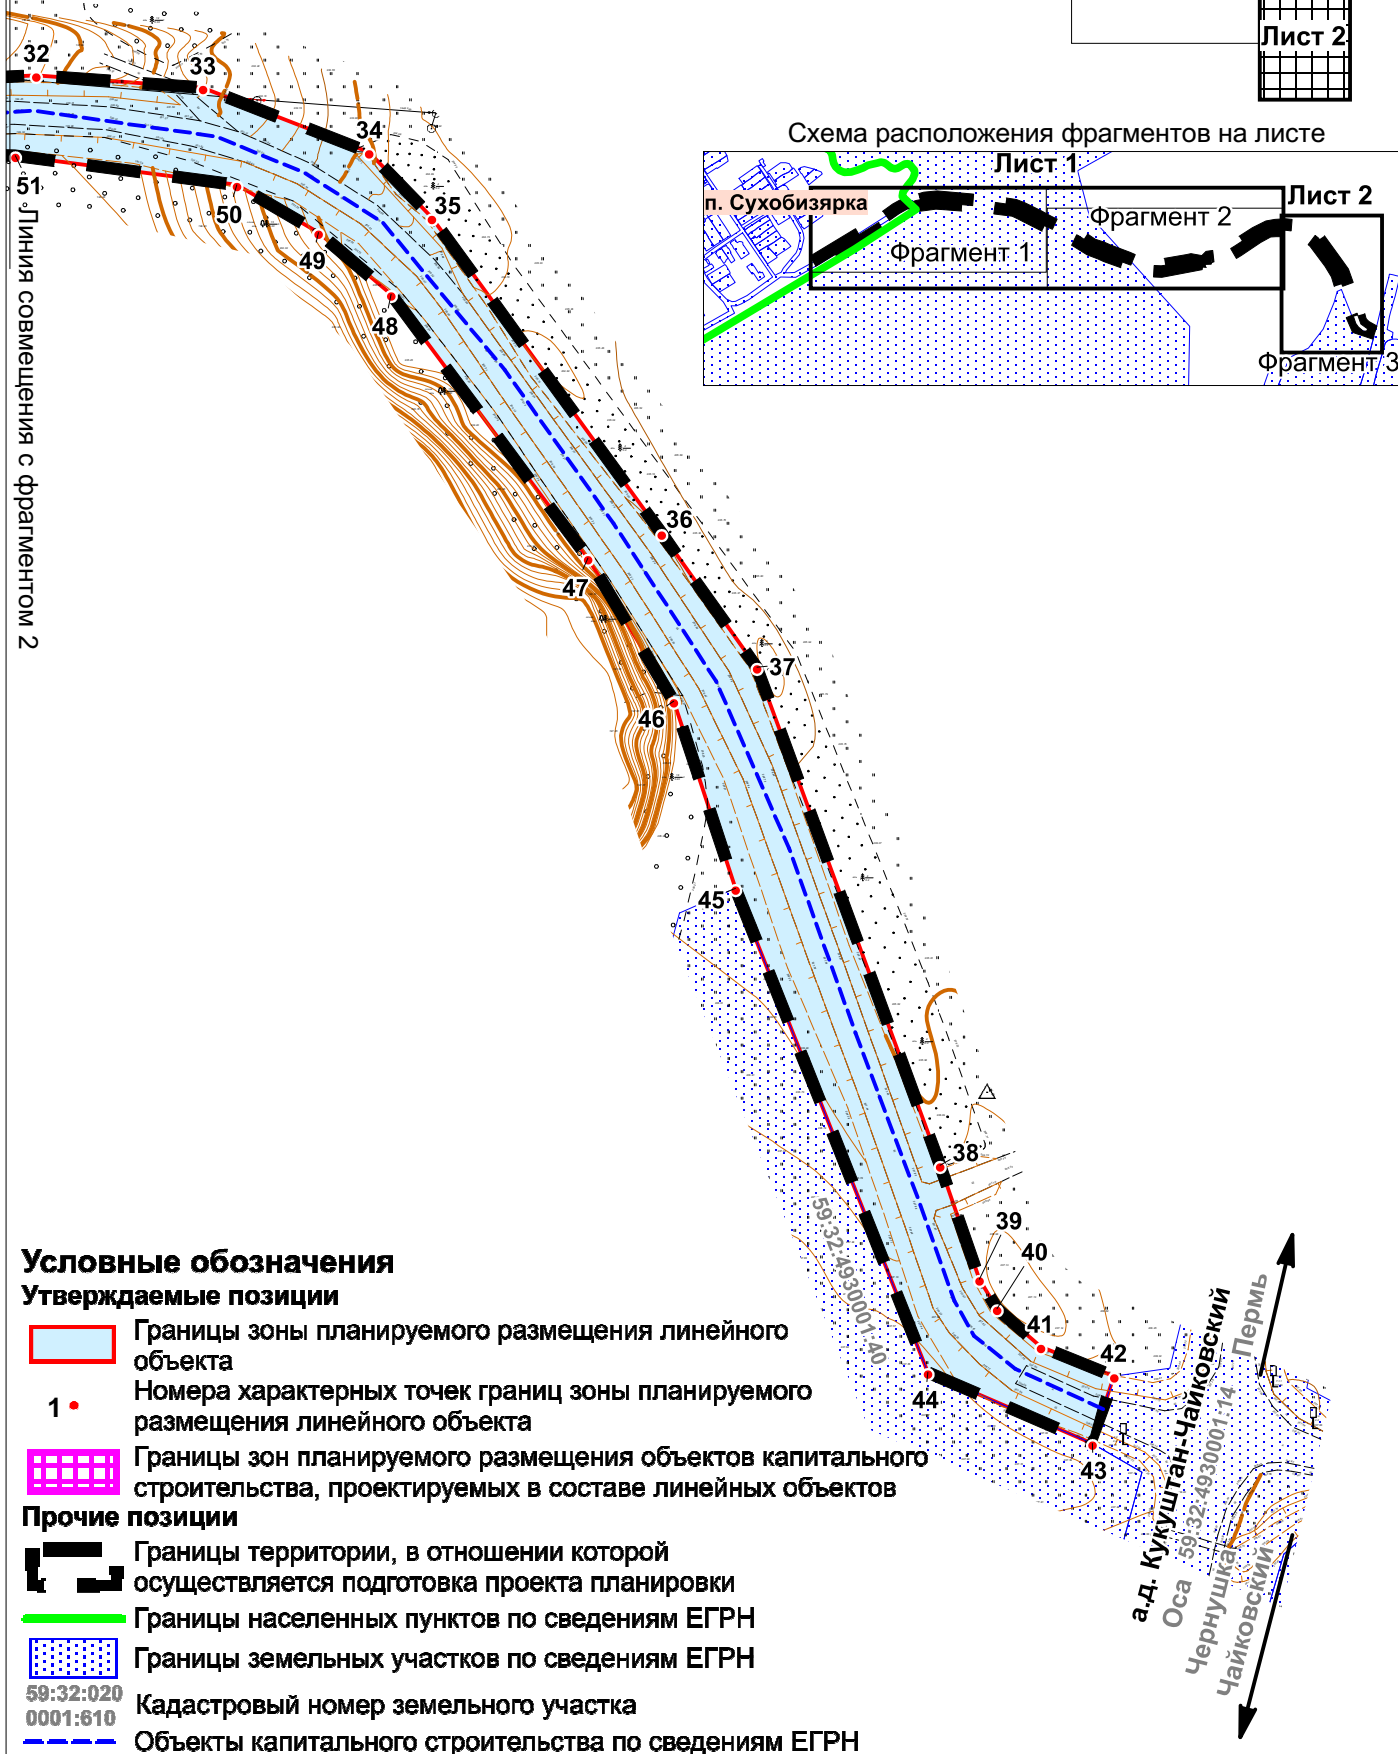 Лист 2
Схема расположения фрагментов на листе
Лист 1
п. Сухобизярка
Лист 2
Фрагмент 2
Фрагмент 1
Фрагмент 3
32
33
34
35
51
50
49
48
Линия совмещения с фрагментом 2
36
47
37
46
45
38
39
40
41
42
44
43
59:32:4930001:40
а.д. Кукуштан-Чайковский
Пермь
59:32:4930001:14
Оса
Чернушка
Чайковский
Условные обозначения
Утверждаемые позиции
Границы зоны планируемого размещения линейного
объекта
1
Номера характерных точек границ зоны планируемого
размещения линейного объекта
Границы зон планируемого размещения объектов капитального
строительства, проектируемых в составе линейных объектов
Прочие позиции
Границы территории, в отношении которой
осуществляется подготовка проекта планировки
Границы населенных пунктов по сведениям ЕГРН
Границы земельных участков по сведениям ЕГРН
59:32:020
0001:610
Кадастровый номер земельного участка
Объекты капитального строительства по сведениям ЕГРН